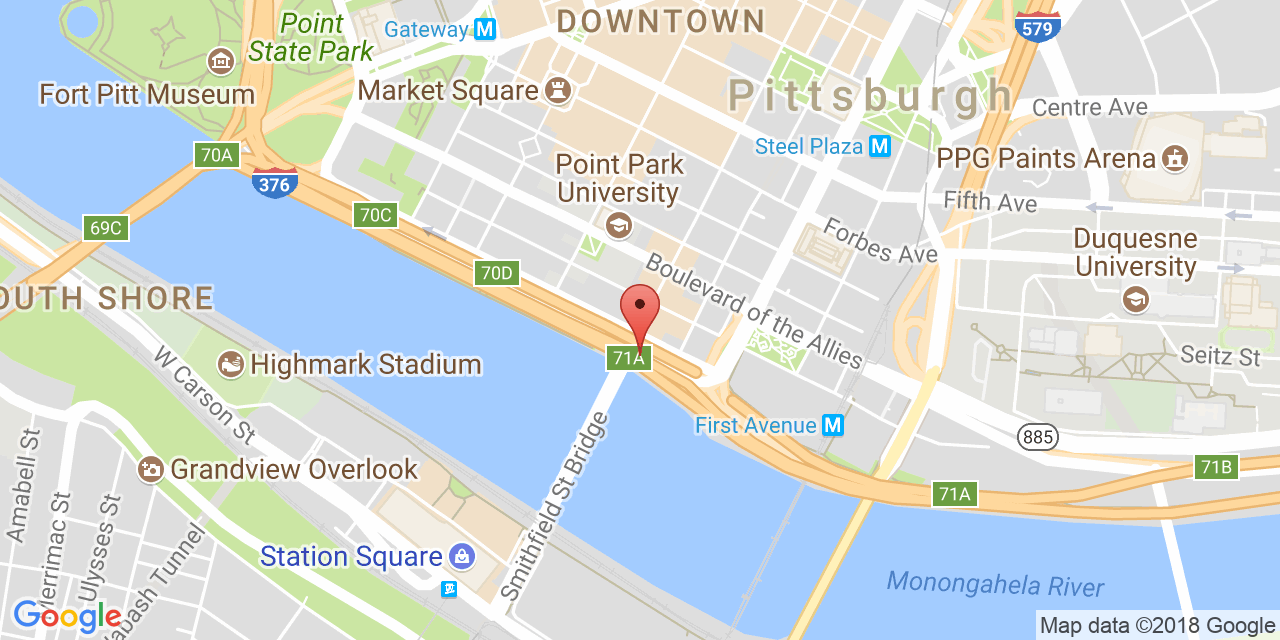 Point
State Park
Gateway M
DOWNTOWN
579
Fort Pitt Museum
Market Square
Pittsburgh
Centre Ave
Steel Plaza M
PPG Paints Arena
70A
376
Point Park
University
Fifth Ave
70C
69C
Forbes Ave
Duquesne
University
70D
Boulevard of the Allies
OUTH SHORE
71A
Seitz St
Highmark Stadium
W Carson St
First Avenue M
885
Smithfield St Bridge
Grandview Overlook
71B
71A
Amabell St
Merrimac St
Ulysses St
Wabash Tunnel
Station Square
Monongahela River
Google
Map data ©2018 Google